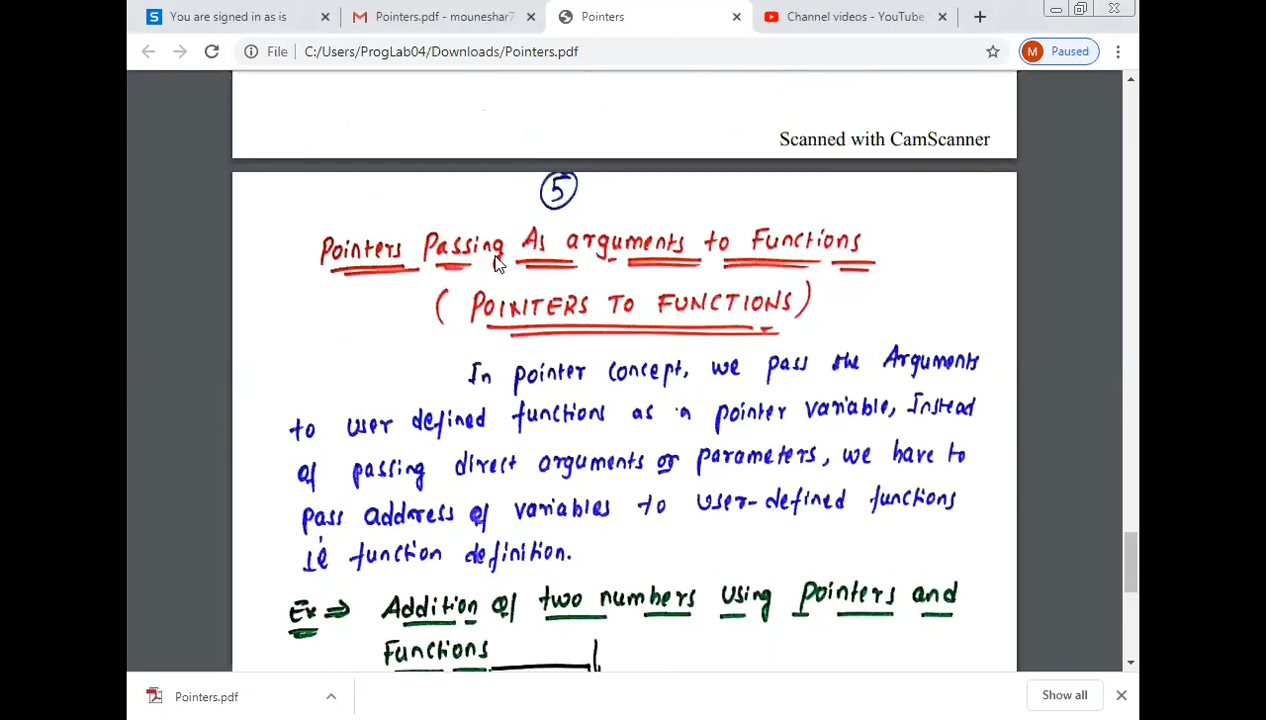 You are signed in as is
Pointers.pdf - mouneshar7
Pointers
Channel videos - YouTube
File
C:/Users/ProgLab04/Downloads/Pointers.pdf
M
Paused
Scanned with CamScanner
5
Pointers Passing As arguments to Functions
( POINTERS TO FUNCTIONS)
In pointer concept, we pass the Arguments
to user defined functions as a pointer variable, Instead
of passing direct arguments or parameters, we have to
pass address of variables to user-defined functions
ie function definition.
Ex ⇒ Addition of two numbers using Pointers and
Functions
Pointers.pdf
Show all